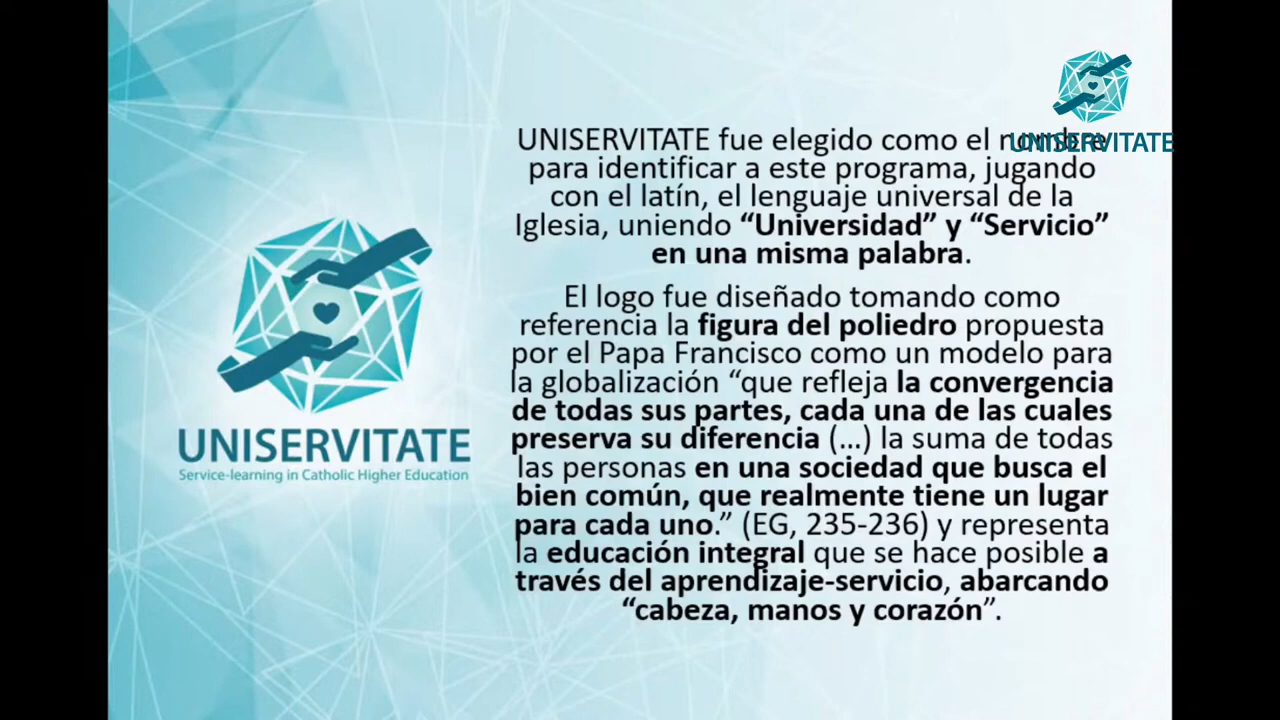 UNISERVITATE
UNISERVITATE fue elegido como el nombre
para identificar a este programa, jugando
con el latín, el lenguaje universal de la
Iglesia, uniendo “Universidad” y “Servicio”
en una misma palabra.
El logo fue diseñado tomando como
referencia la figura del poliedro propuesta
por el Papa Francisco como un modelo para
la globalización “que refleja la convergencia
de todas sus partes, cada una de las cuales
preserva su diferencia (...) la suma de todas
las personas en una sociedad que busca el
bien común, que realmente tiene un lugar
para cada uno.” (EG, 235-236) y representa
la educación integral que se hace posible a
través del aprendizaje-servicio, abarcando
“cabeza, manos y corazón”.
UNISERVITATE
Service-learning in Catholic Higher Education